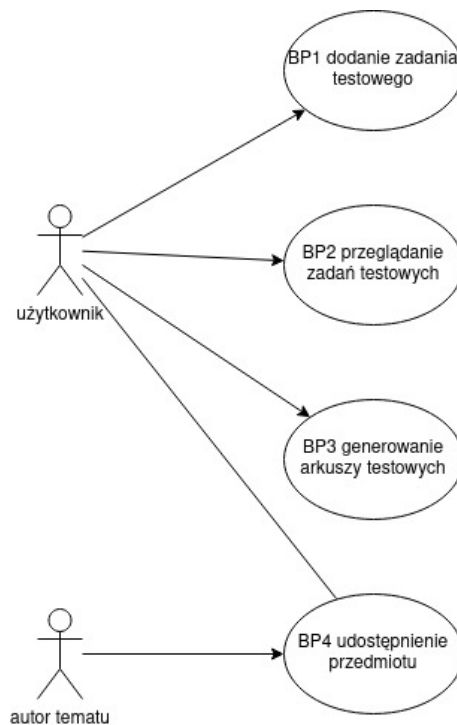 BP1 dodanie zadania
testowego
BP2 przeglądanie
zadań testowych
użytkownik
BP3 generowanie
arkuszy testowych
BP4 udostępnienie
przedmiotu
autor tematu